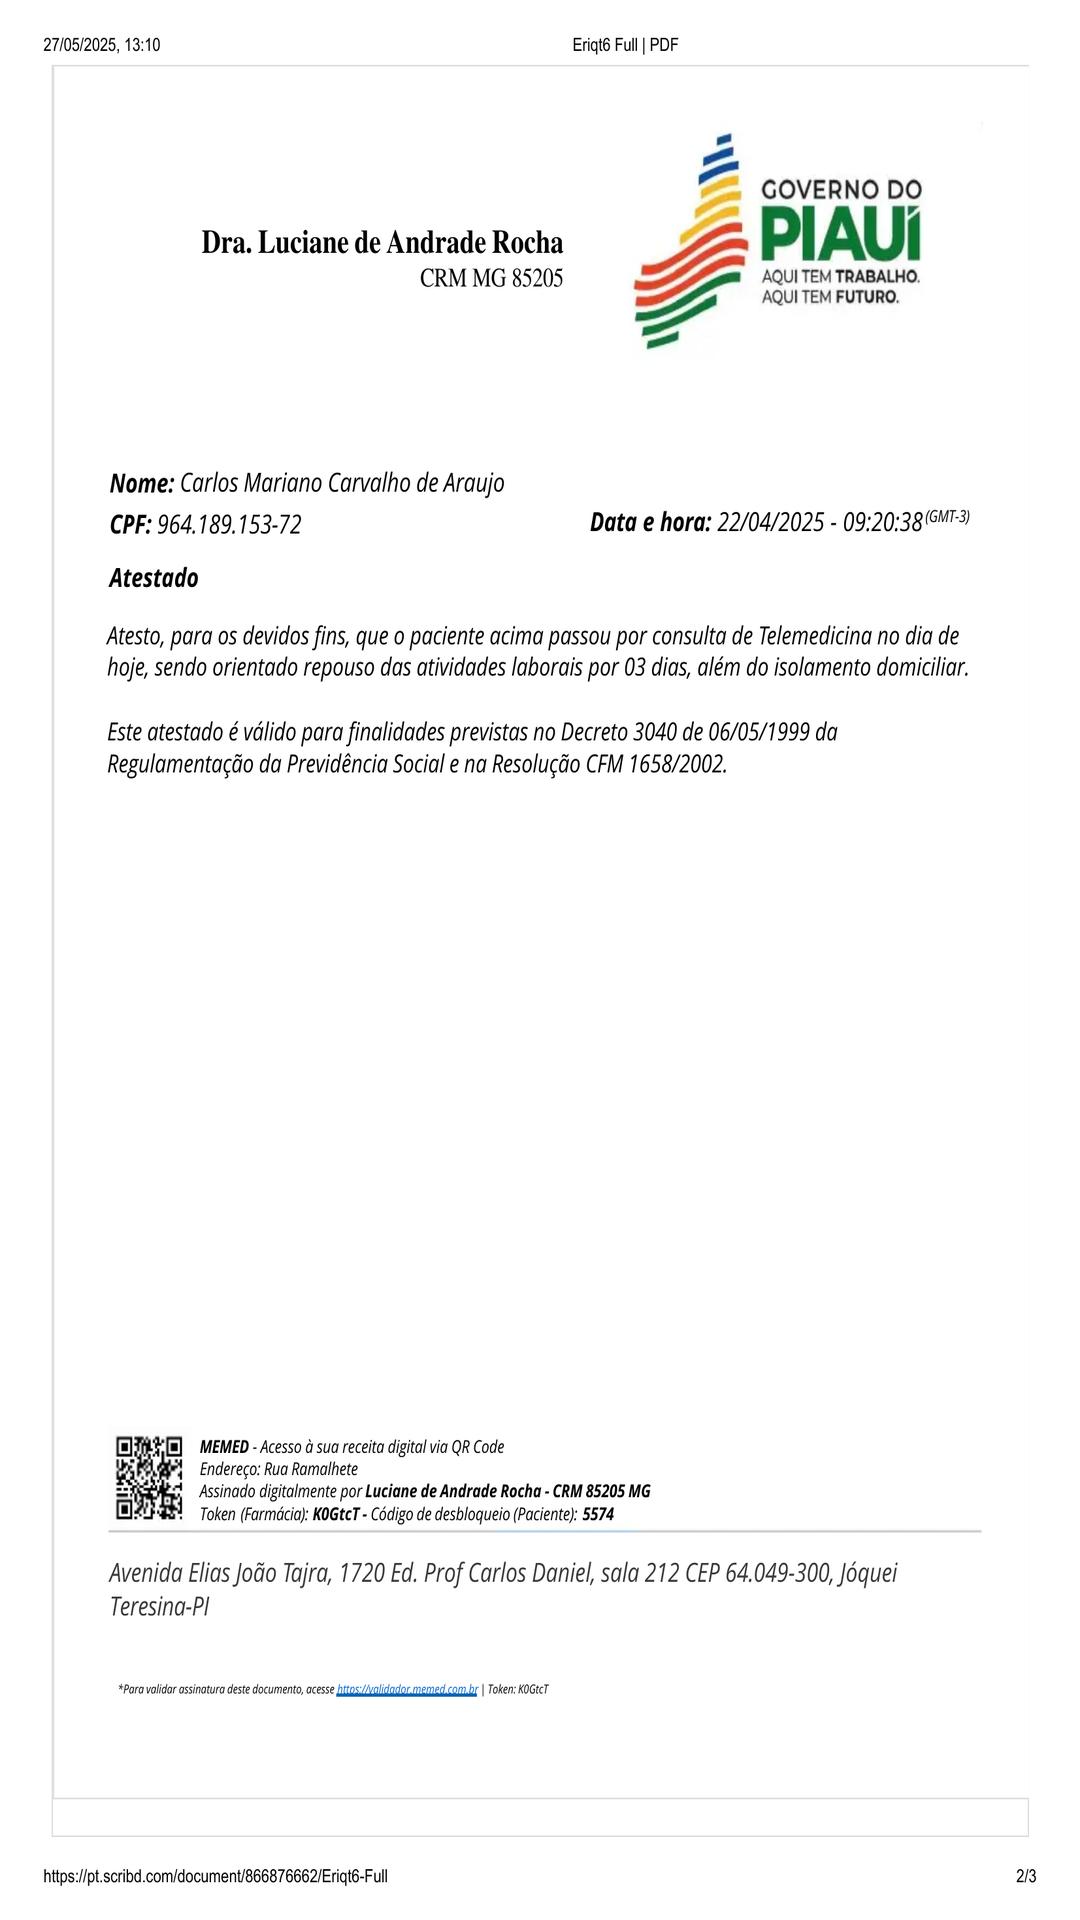 27/05/2025, 13:10
Eriqt6 Full | PDF
GOVERNO DO
PIAUÍ
AQUI TEM TRABALHO.
AQUI TEM FUTURO.
Dra. Luciane de Andrade Rocha
CRM MG 85205
Nome: Carlos Mariano Carvalho de Araujo
CPF: 964.189.153-72
Data e hora: 22/04/2025 - 09:20:38 (GMT-3)
Atestado
Atesto, para os devidos fins, que o paciente acima passou por consulta de Telemedicina no dia de
hoje, sendo orientado repouso das atividades laborais por 03 dias, além do isolamento domiciliar.
Este atestado é válido para finalidades previstas no Decreto 3040 de 06/05/1999 da
Regulamentação da Previdência Social e na Resolução CFM 1658/2002.
MEMED - Acesso à sua receita digital via QR Code
Endereço: Rua Ramalhete
Assinado digitalmente por Luciane de Andrade Rocha - CRM 85205 MG
Token (Farmácia): K0GtcT - Código de desbloqueio (Paciente): 5574
Avenida Elias João Tajra, 1720 Ed. Prof Carlos Daniel, sala 212 CEP 64.049-300, Jóquei
Teresina-PI
*Para validar assinatura deste documento, acesse https://validador.memed.com.br | Token: K0GtcT
https://pt.scribd.com/document/866876662/Eriqt6-Full
2/3